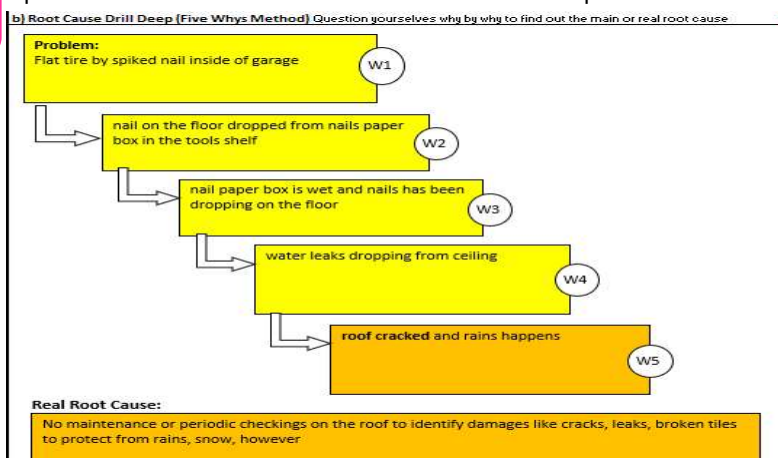 b) Root Cause Drill Deep (Five Whys Method) Question yourselves why by why to find out the main or real root cause
Problem:
Flat tire by spiked nail inside of garage
W1
nail on the floor dropped from nails paper
box in the tools shelf
W2
nail paper box is wet and nails has been
dropping on the floor
W3
water leaks dropping from ceiling
W4
roof cracked and rains happens
W5
Real Root Cause:
No maintenance or periodic checkings on the roof to identify damages like cracks, leaks, broken tiles
to protect from rains, snow, however